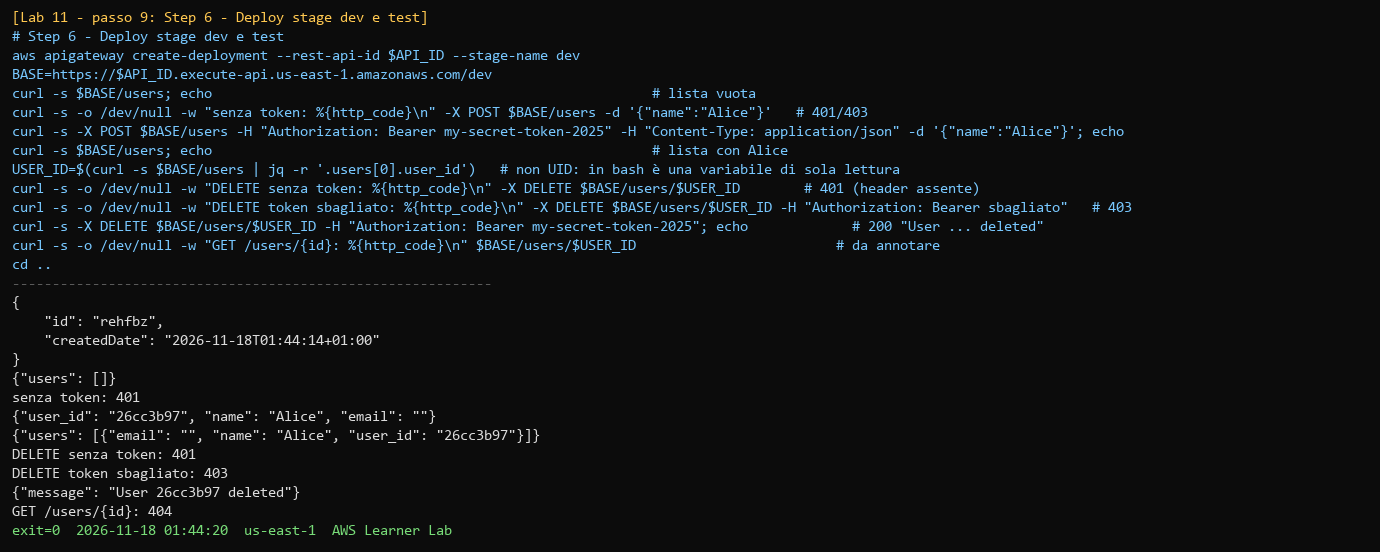 [Lab 11 - passo 9: Step 6 - Deploy stage dev e test]
# Step 6 - Deploy stage dev e test
aws apigateway create-deployment --rest-api-id $API_ID --stage-name dev
BASE=https://$API_ID.execute-api.us-east-1.amazonaws.com/dev
curl -s $BASE/users; echo                                                       # lista vuota
curl -s -o /dev/null -w "senza token: %{http_code}\n" -X POST $BASE/users -d '{"name":"Alice"}'   # 401/403
curl -s -X POST $BASE/users -H "Authorization: Bearer my-secret-token-2025" -H "Content-Type: application/json" -d '{"name":"Alice"}'; echo
curl -s $BASE/users; echo                                                       # lista con Alice
USER_ID=$(curl -s $BASE/users | jq -r '.users[0].user_id')   # non UID: in bash è una variabile di sola lettura
curl -s -o /dev/null -w "DELETE senza token: %{http_code}\n" -X DELETE $BASE/users/$USER_ID        # 401 (header assente)
curl -s -o /dev/null -w "DELETE token sbagliato: %{http_code}\n" -X DELETE $BASE/users/$USER_ID -H "Authorization: Bearer sbagliato"   # 403
curl -s -X DELETE $BASE/users/$USER_ID -H "Authorization: Bearer my-secret-token-2025"; echo             # 200 "User ... deleted"
curl -s -o /dev/null -w "GET /users/{id}: %{http_code}\n" $BASE/users/$USER_ID                         # da annotare
cd ..
------------------------------------------------------------
{
    "id": "rehfbz",
    "createdDate": "2026-11-18T01:44:14+01:00"
}
{"users": []}
senza token: 401
{"user_id": "26cc3b97", "name": "Alice", "email": ""}
{"users": [{"email": "", "name": "Alice", "user_id": "26cc3b97"}]}
DELETE senza token: 401
DELETE token sbagliato: 403
{"message": "User 26cc3b97 deleted"}
GET /users/{id}: 404
exit=0  2026-11-18 01:44:20  us-east-1  AWS Learner Lab